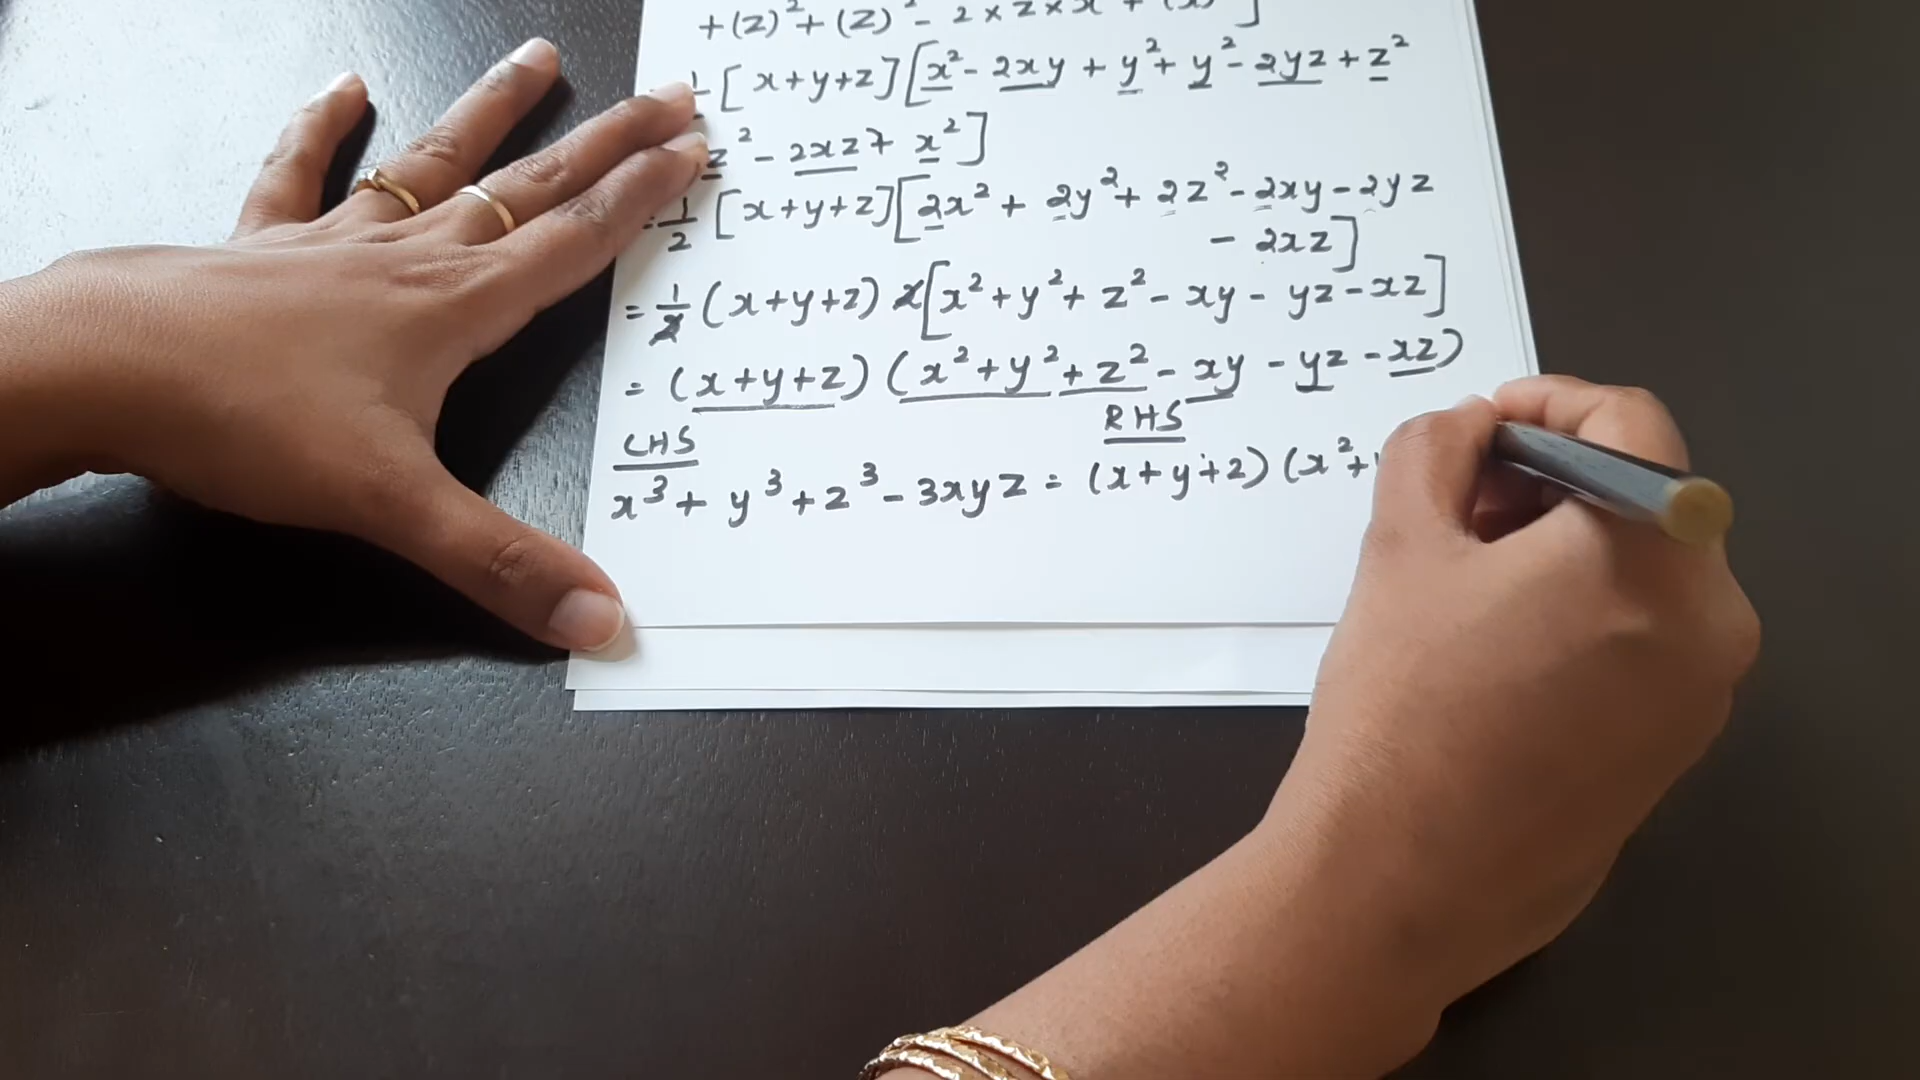 +(z)²+(z)²- 2×z×x+(x)²]
1[x+y+z][x²- 2xy + y²+ y²- 2yz + z²
z²- 2xz+ x²]
=1/2 [x+y+z][2x²+ 2y²+ 2z²- 2xy- 2yz
- 2xz]
= 1/2 (x+y+z) 2[x²+y²+ z²- xy- yz-xz]
= (x+y+z) (x²+y²+z²- xy - yz -xz)
LHS RHS
x³+ y³+z³- 3xyz = (x+y+z)(x²+